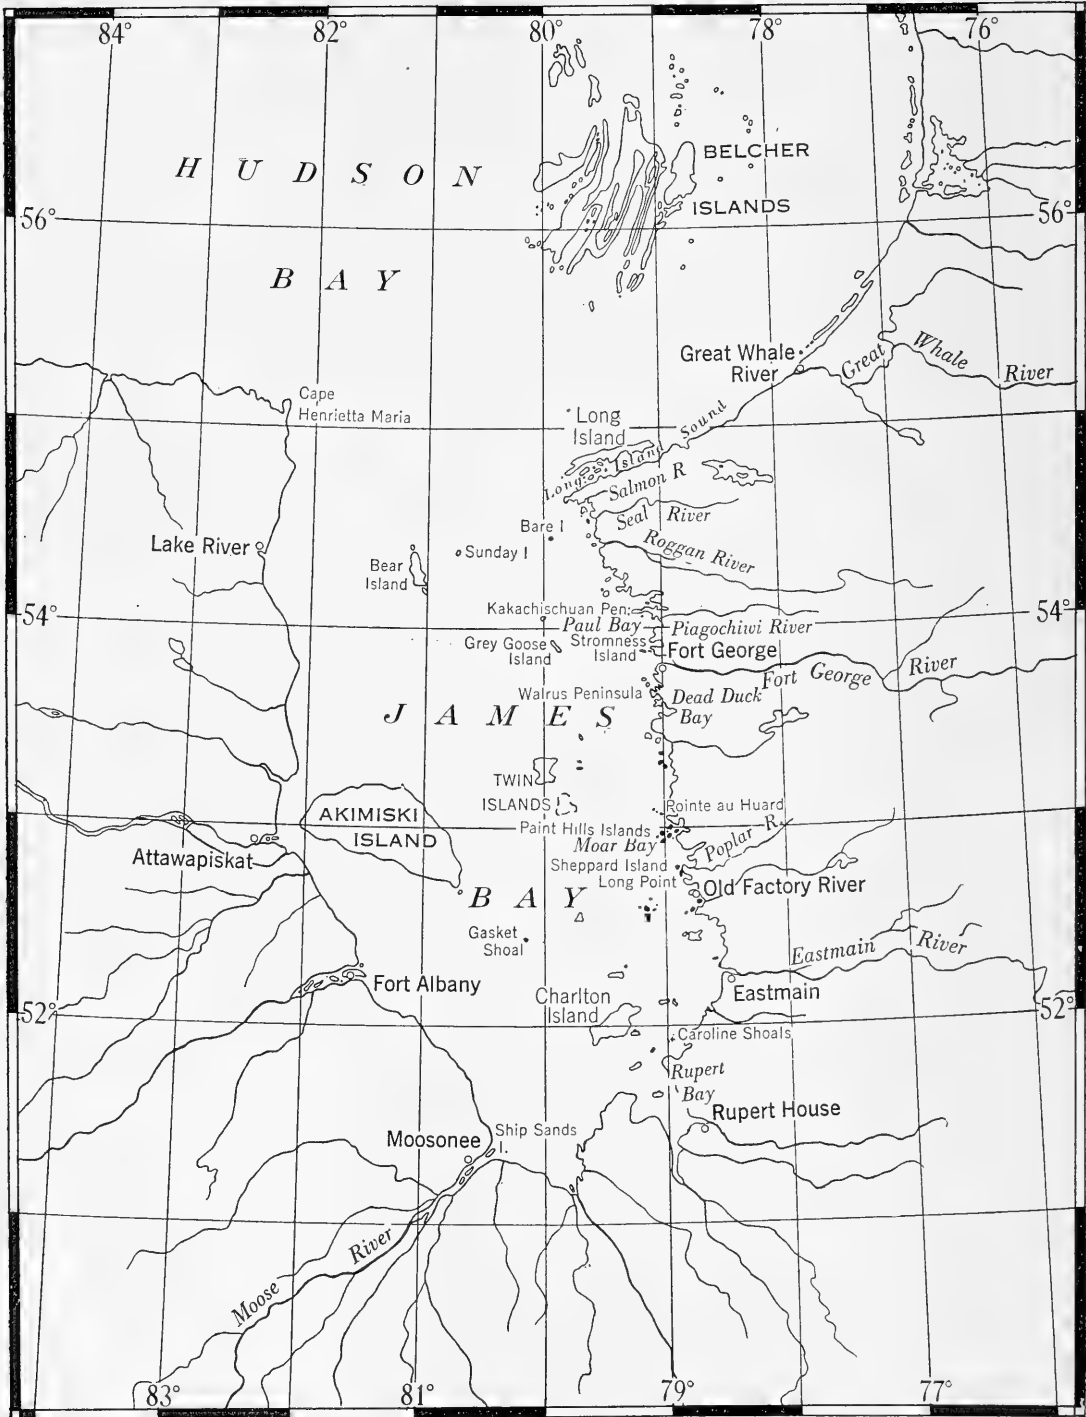 84°
82°
80°
78°
76°
HUDSON
BELCHER
ISLANDS
56°
56°
BAY
Great Whale
River
Great Whale River
Cape
Henrietta Maria
Long
Island
Long Island Sound
Salmon R
Seal River
Bare I
Roggan River
Lake River
Sunday I
Bear
Island
54°
54°
Kakachischuan Pen.
Paul Bay
Piagochiwi River
Grey Goose
Island
Stromness
Island
Fort George
Fort George River
Walrus Peninsula
Dead Duck
Bay
JAMES
TWIN
ISLANDS
AKIMISKI
ISLAND
Pointe au Huard
Paint Hills Islands
Moar Bay
Poplar R.
Attawapiskat
Sheppard Island
Long Point
Old Factory River
BAY
Gasket
Shoal
Eastmain River
Fort Albany
Eastmain
Charlton
Island
52°
52°
Caroline Shoals
Rupert
Bay
Rupert House
Moosonee
Ship Sands
I.
Moose River
83°
81°
79°
77°